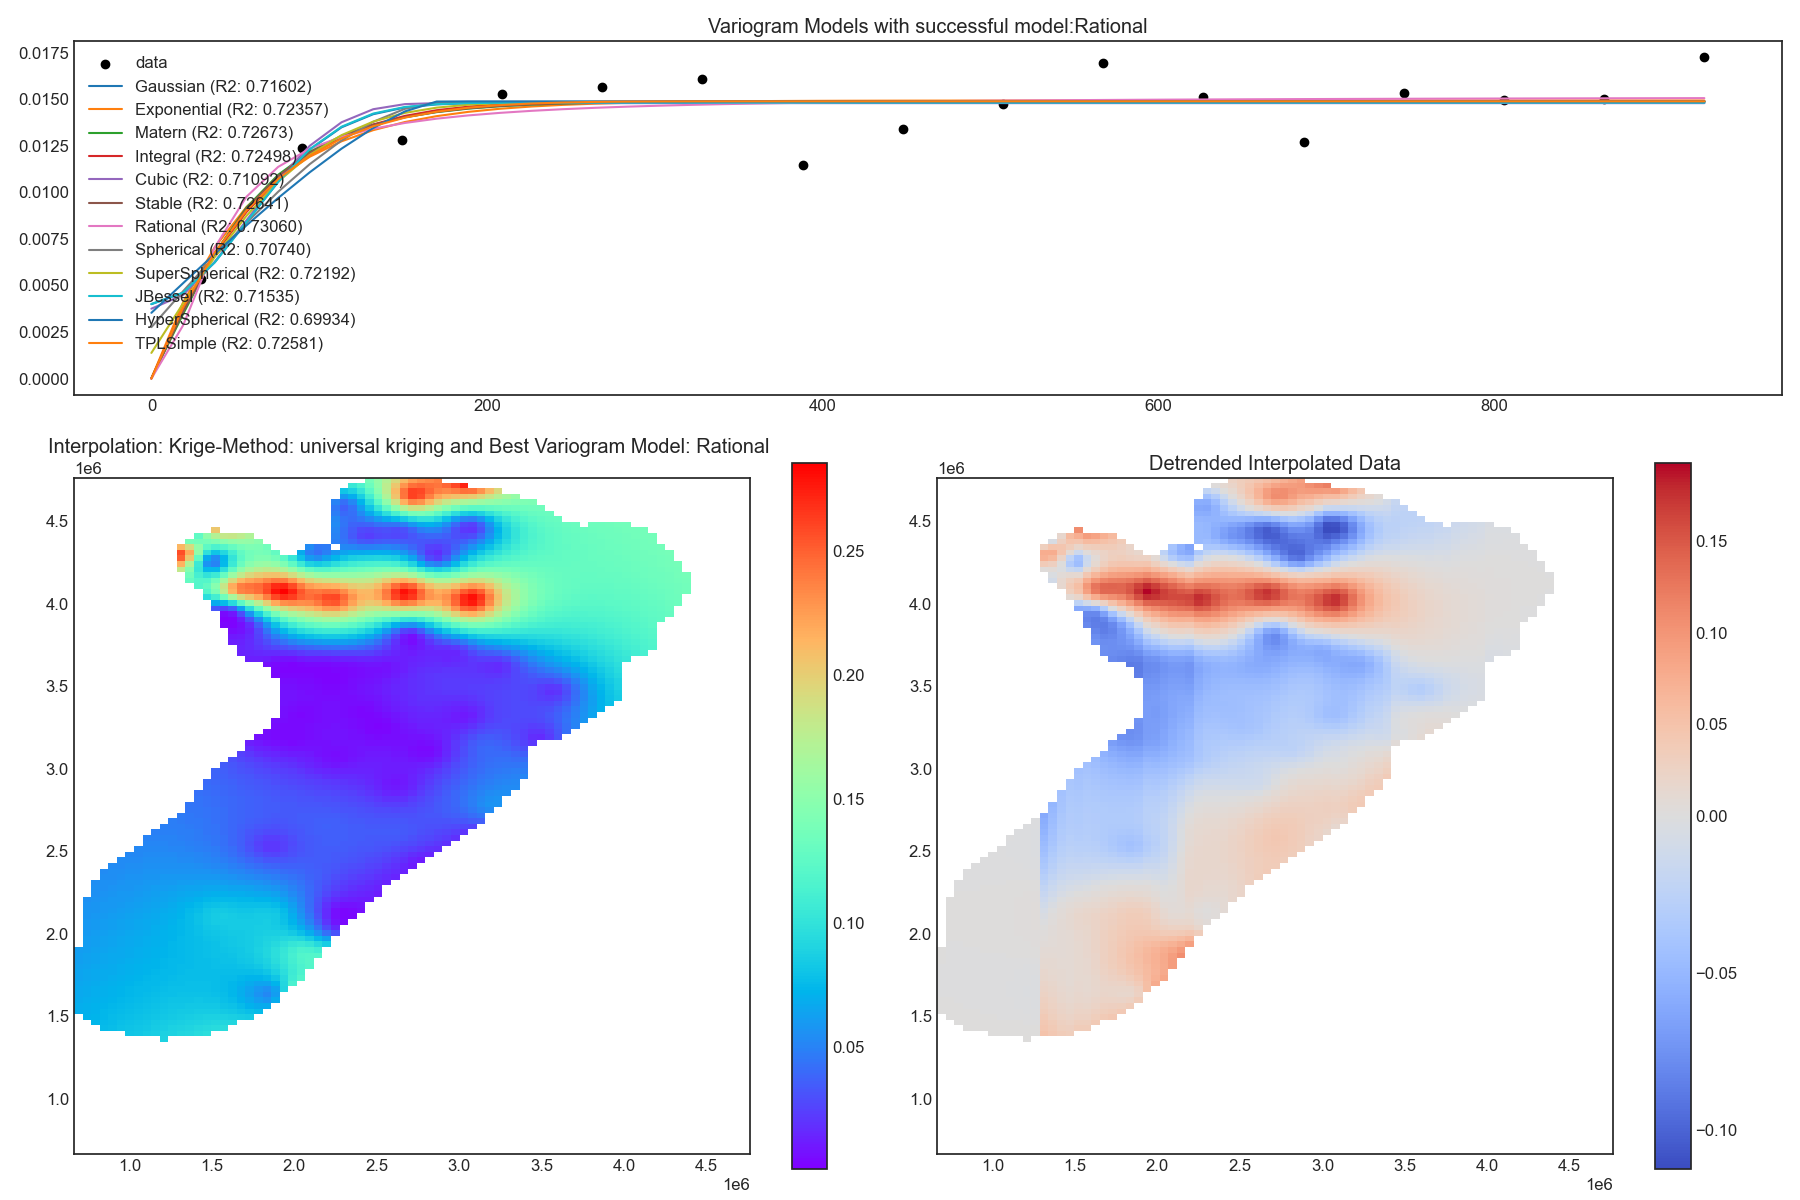 Variogram Models with successful model:Rational
0.0175
0.0150
0.0125
0.0100
0.0075
0.0050
0.0025
0.0000
data
Gaussian (R2: 0.71602)
Exponential (R2: 0.72357)
Matern (R2: 0.72673)
Integral (R2: 0.72498)
Cubic (R2: 0.71092)
Stable (R2: 0.72641)
Rational (R2: 0.73060)
Spherical (R2: 0.70740)
SuperSpherical (R2: 0.72192)
JBessel (R2: 0.71535)
HyperSpherical (R2: 0.69934)
TPLSimple (R2: 0.72581)
0 200 400 600 800
Interpolation: Krige-Method: universal kriging and Best Variogram Model: Rational
1e6
4.5
4.0
3.5
3.0
2.5
2.0
1.5
1.0
1.0 1.5 2.0 2.5 3.0 3.5 4.0 4.5
1e6
0.25
0.20
0.15
0.10
0.05
Detrended Interpolated Data
1e6
4.5
4.0
3.5
3.0
2.5
2.0
1.5
1.0
1.0 1.5 2.0 2.5 3.0 3.5 4.0 4.5
1e6
0.15
0.10
0.05
0.00
−0.05
−0.10